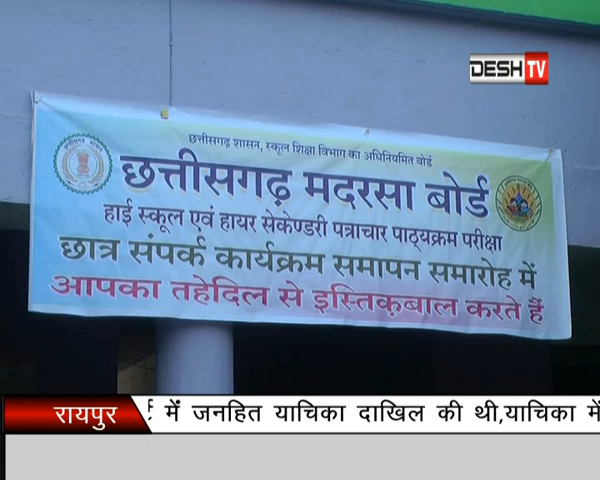 DESH TV
छत्तीसगढ़ शासन, स्कूल शिक्षा विभाग का अधिनियमित बोर्ड
छत्तीसगढ़ मदरसा बोर्ड
हाई स्कूल एवं हायर सेकेण्डरी पत्राचार पाठ्यक्रम परीक्षा
छात्र संपर्क कार्यक्रम समापन समारोह में
आपका तहेदिल से इस्तिक़बाल करते हैं
रायपुर
में जनहित याचिका दाखिल की थी,याचिका में